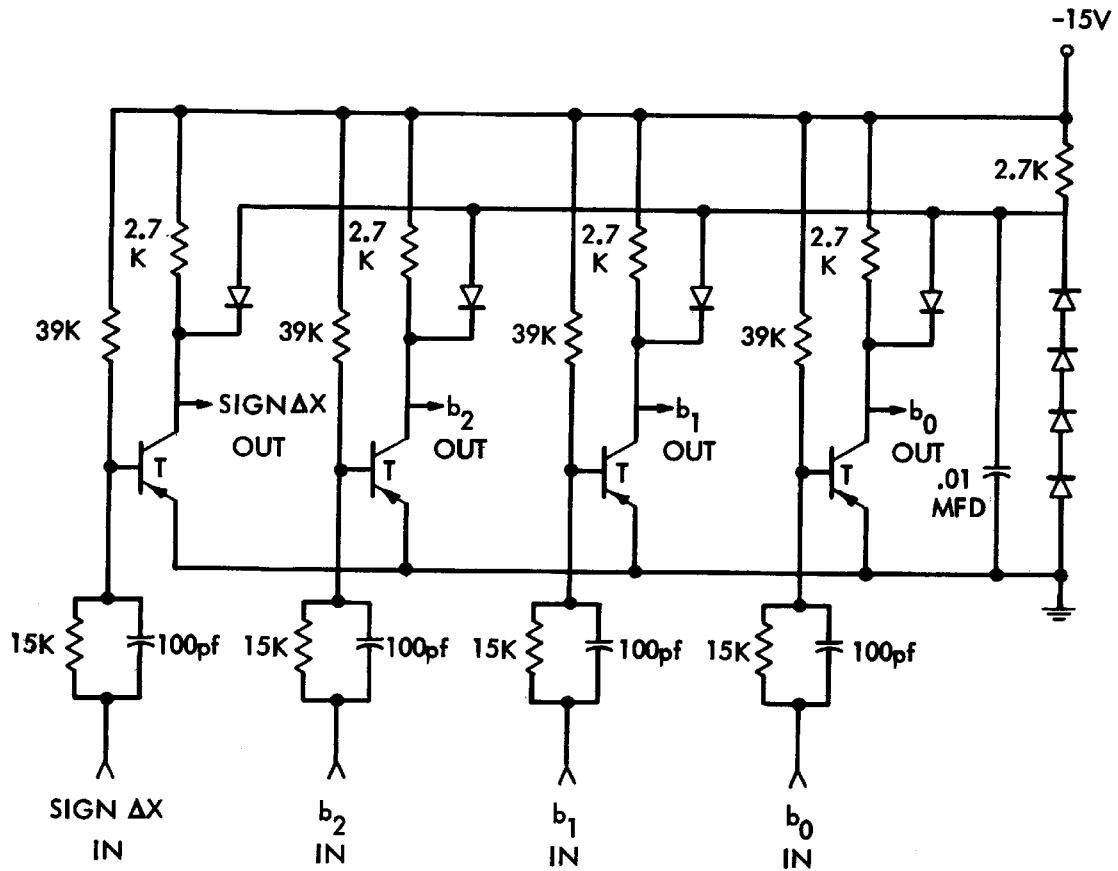 -15V
2.7K
2.7
K
2.7
K
2.7
K
2.7
K
39K
39K
39K
39K
SIGN ΔX
OUT
b2
OUT
b1
OUT
b0
OUT
T
T
T
T
.01
MFD
15K
100pf
15K
100pf
15K
100pf
15K
100pf
SIGN ΔX
IN
b2
IN
b1
IN
b0
IN